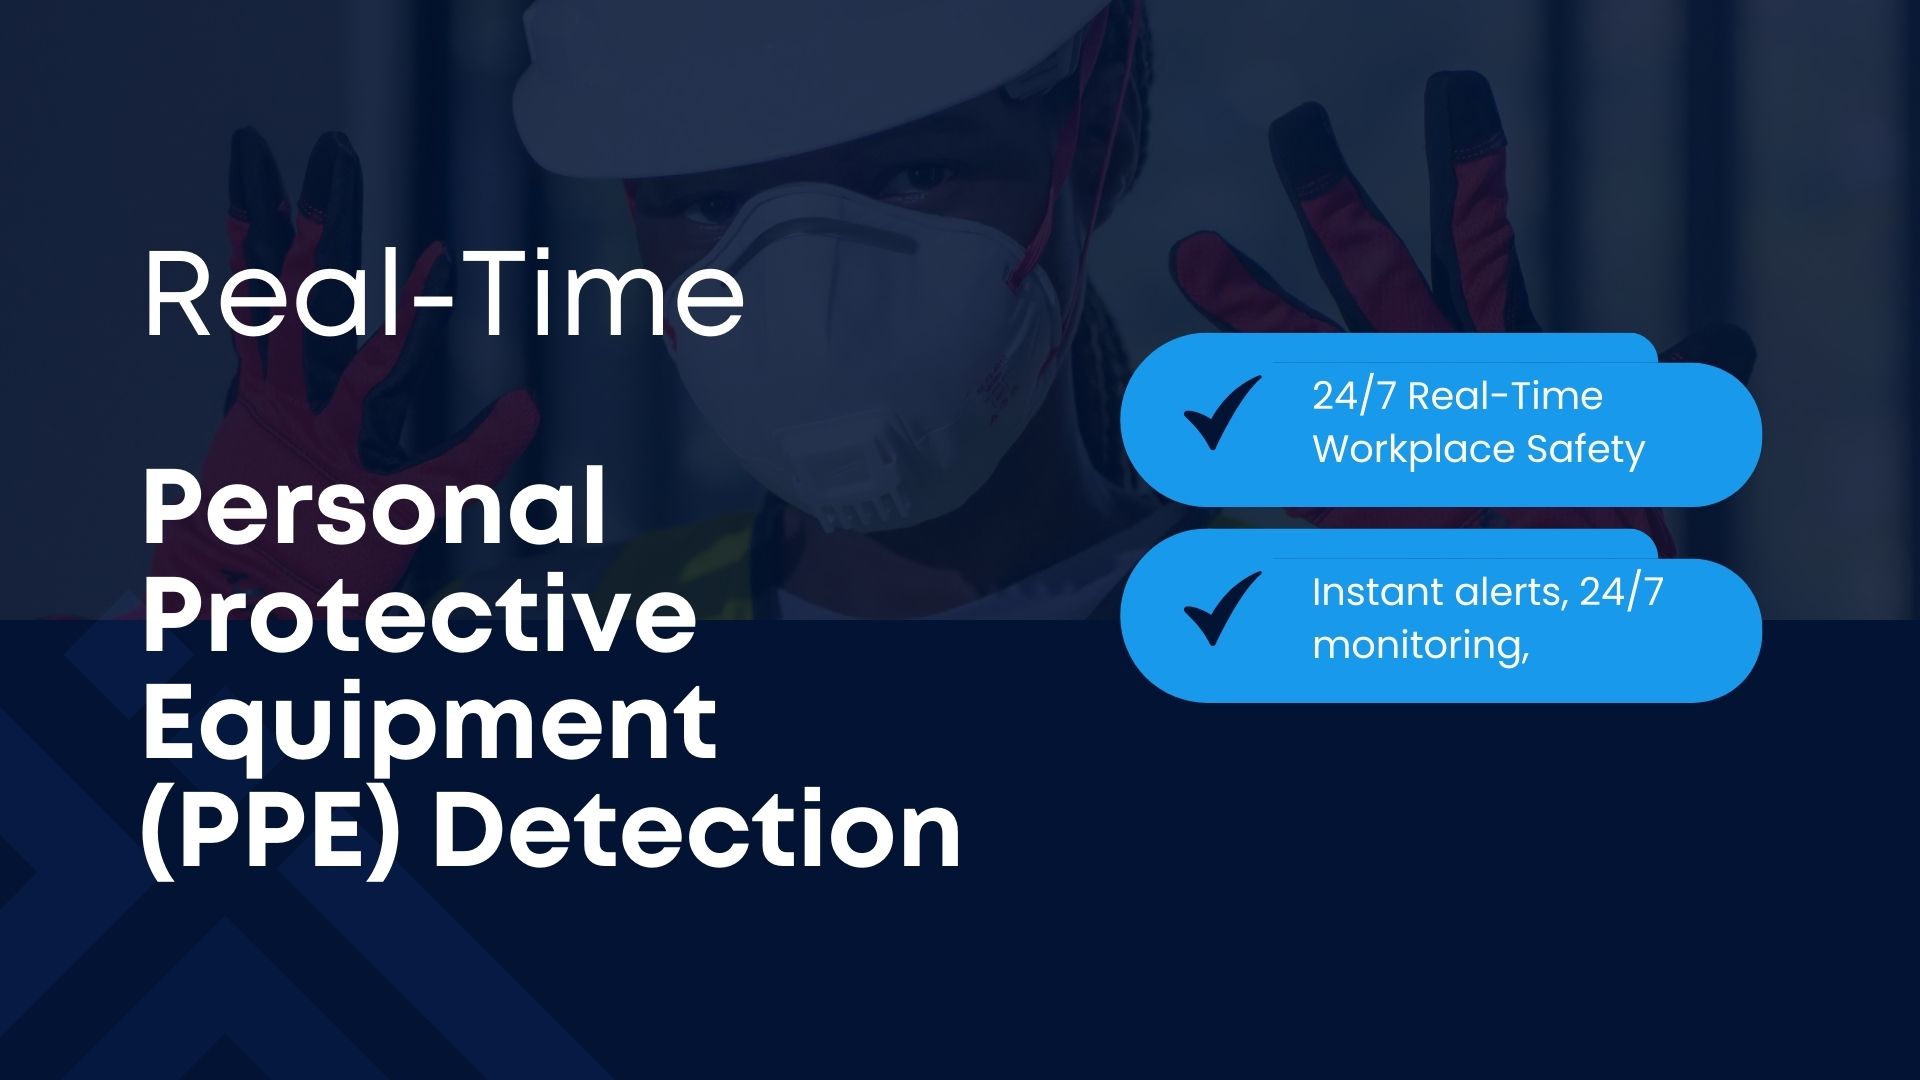 Real-Time
Personal
Protective
Equipment
(PPE) Detection
24/7 Real-Time
Workplace Safety
Instant alerts, 24/7
monitoring,